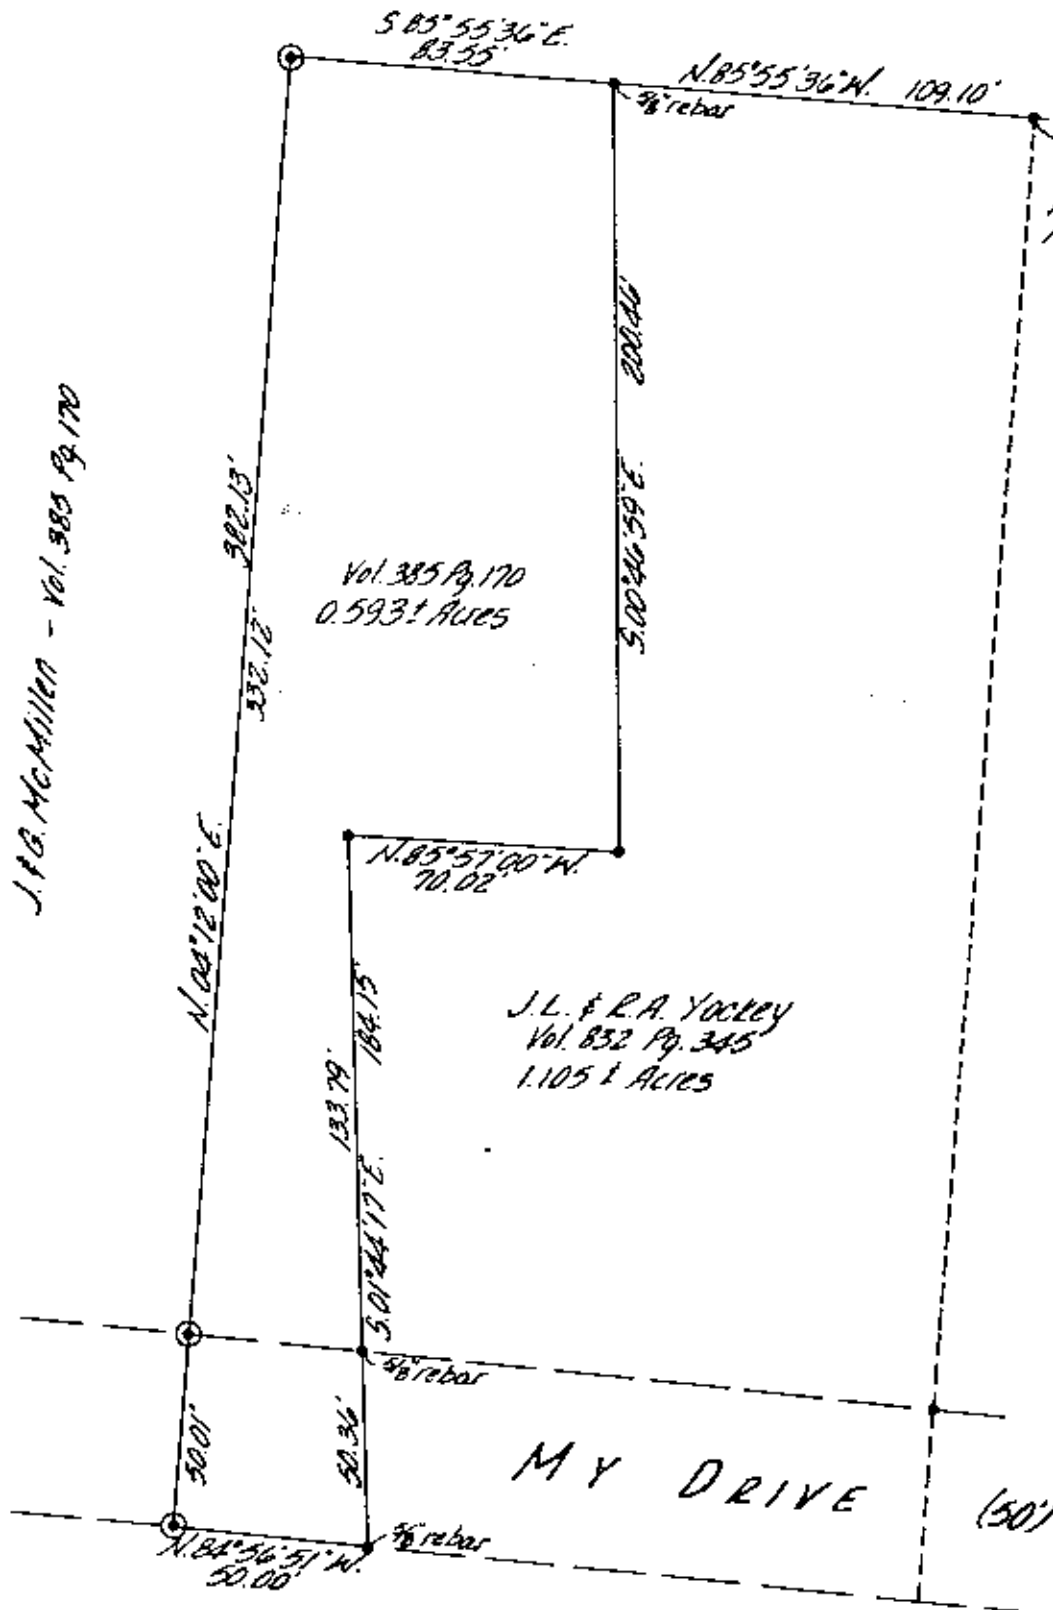 S 85° 55' 36" E.
83.55'
N. 85° 55' 36" W. 109.10'
5/8" rebar
200.46'
S. 00° 46' 59" E.
J. & G. McMillen - Vol. 385 Pg. 170
382.13'
332.12'
N. 04° 12' 00" E.
Vol. 385 Pg. 170
0.593± Acres
N. 85° 57' 00" W.
70.02'
184.15'
133.79'
S. 01° 44' 17" E.
J.L. & R.A. Yockey
Vol. 832 Pg. 345
1.105 ± Acres
5/8" rebar
50.01'
50.36'
MY DRIVE (50')
5/8" rebar
N. 84° 56' 51" W.
50.00'